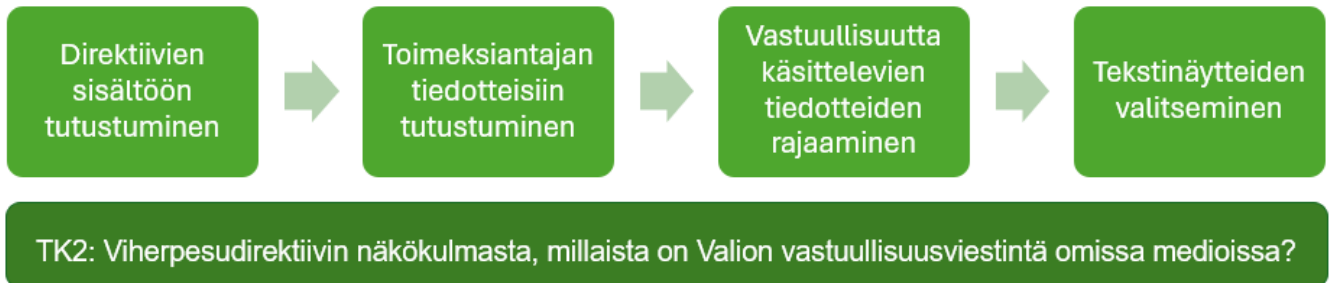 Direktiivien
sisältöön
tutustuminen
Toimeksiantajan
tiedotteisiin
tutustuminen
Vastuullisuutta
käsittelevien
tiedotteiden
rajaaminen
Tekstinäytteiden
valitseminen
TK2: Viherpesudirektiivin näkökulmasta, millaista on Valion vastuullisuusviestintä omissa medioissa?